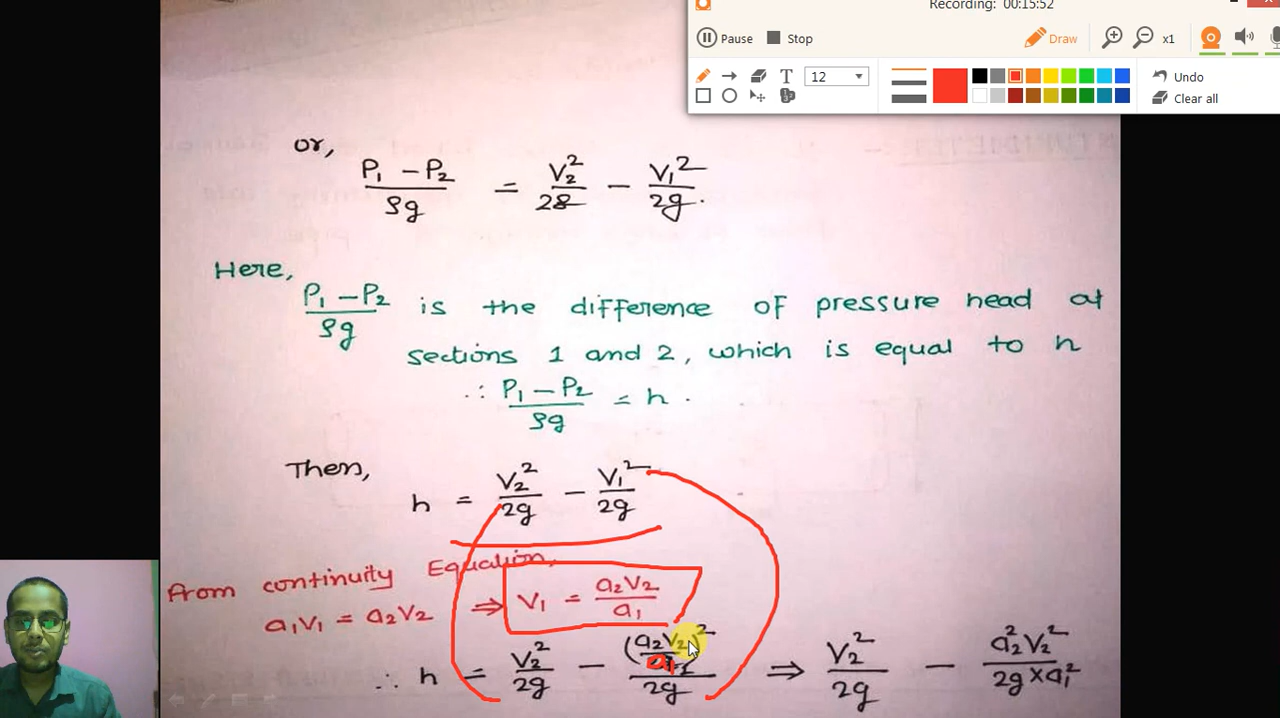 Recording: 00:15:52
Pause Stop Draw x1
T 12 Undo
Clear all
or,
P₁ - P₂ / ρg = V₂² / 2g - V₁² / 2g.
Here,
P₁ - P₂ / ρg is the difference of pressure head at
sections 1 and 2, which is equal to h
∴ P₁ - P₂ / ρg = h.
Then,
h = V₂² / 2g - V₁² / 2g
From continuity Equation,
a₁V₁ = a₂V₂ ⇒ V₁ = a₂V₂ / a₁
∴ h = V₂² / 2g - (a₂V₂ / a₁)² / 2g ⇒ V₂² / 2g - a₂²V₂² / 2g×a₁²